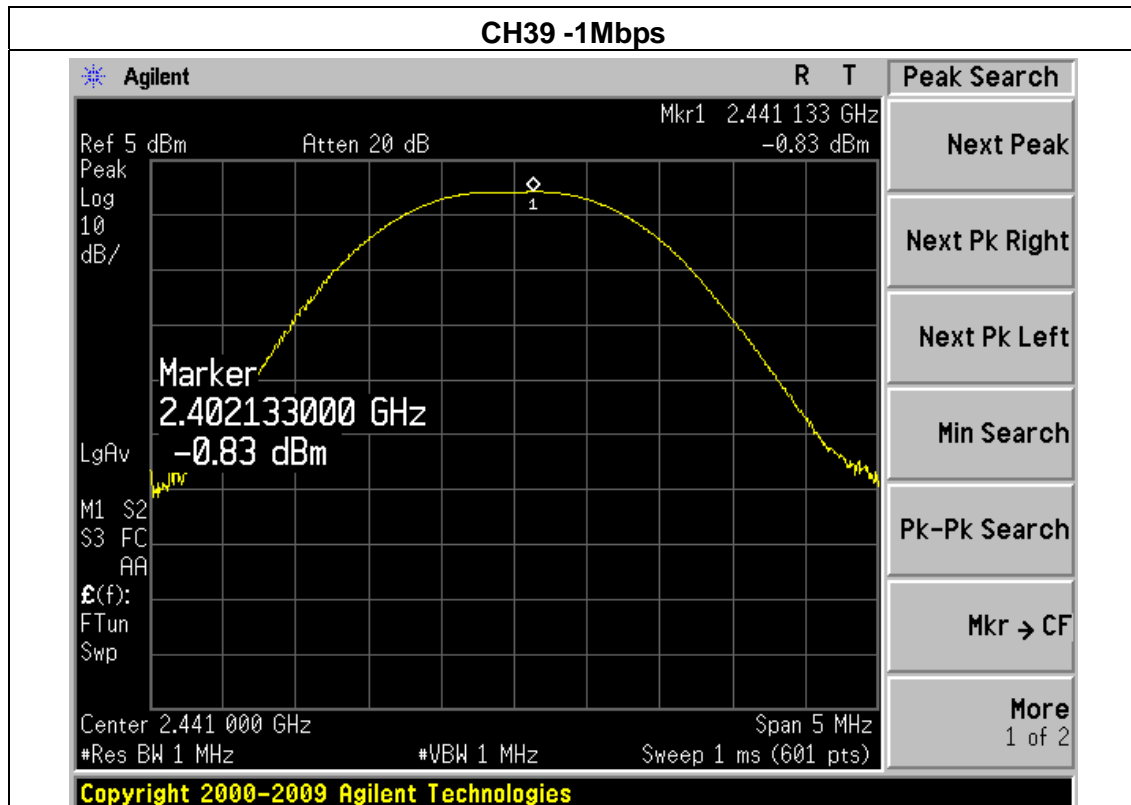 CH39 -1Mbps
Agilent R T Peak Search
Mkr1 2.441 133 GHz
Ref 5 dBm Atten 20 dB -0.83 dBm
Peak
Log
10
dB/
1
Marker
2.402133000 GHz
-0.83 dBm
LgAv
M1 S2
S3 FC
AA
£(f):
FTun
Swp
Center 2.441 000 GHz Span 5 MHz
#Res BW 1 MHz #VBW 1 MHz Sweep 1 ms (601 pts)
Copyright 2000-2009 Agilent Technologies
Next Peak
Next Pk Right
Next Pk Left
Min Search
Pk-Pk Search
Mkr → CF
More
1 of 2